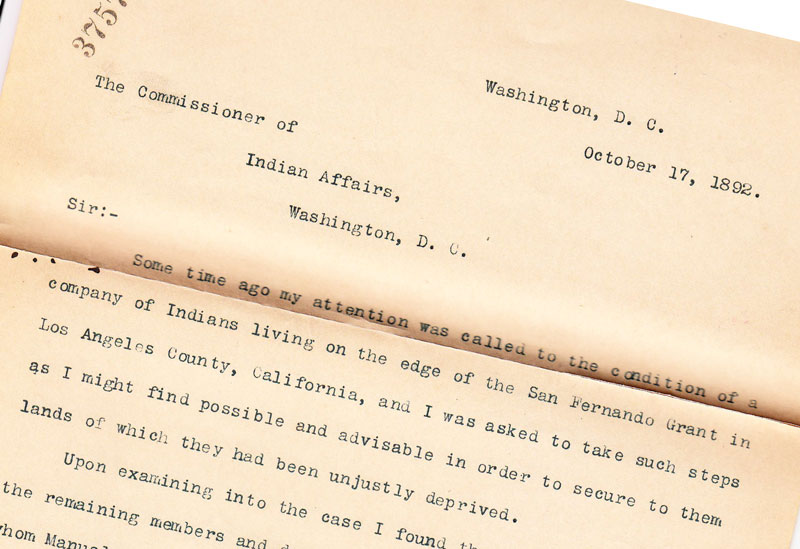 3757
Washington, D. C.
October 17, 1892.
The Commissioner of
Indian Affairs,
Washington, D. C.
Sir:-
Some time ago my attention was called to the condition of a
company of Indians living on the edge of the San Fernando Grant in
Los Angeles County, California, and I was asked to take such steps
as I might find possible and advisable in order to secure to them
lands of which they had been unjustly deprived.
Upon examining into the case I found
the remaining members and